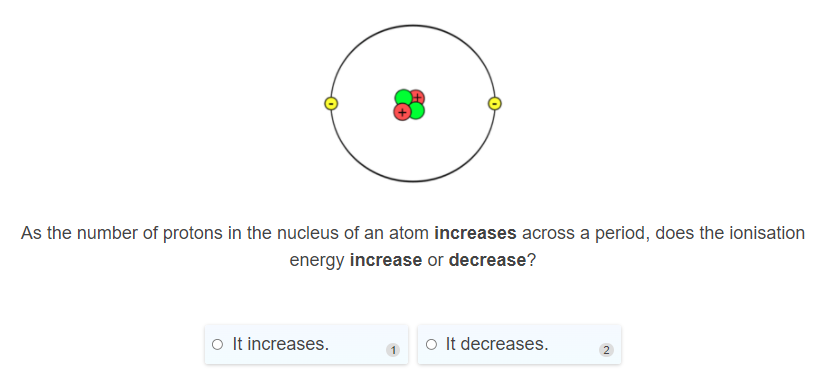 -
+
+
-
As the number of protons in the nucleus of an atom increases across a period, does the ionisation
energy increase or decrease?
It increases.
1
It decreases.
2